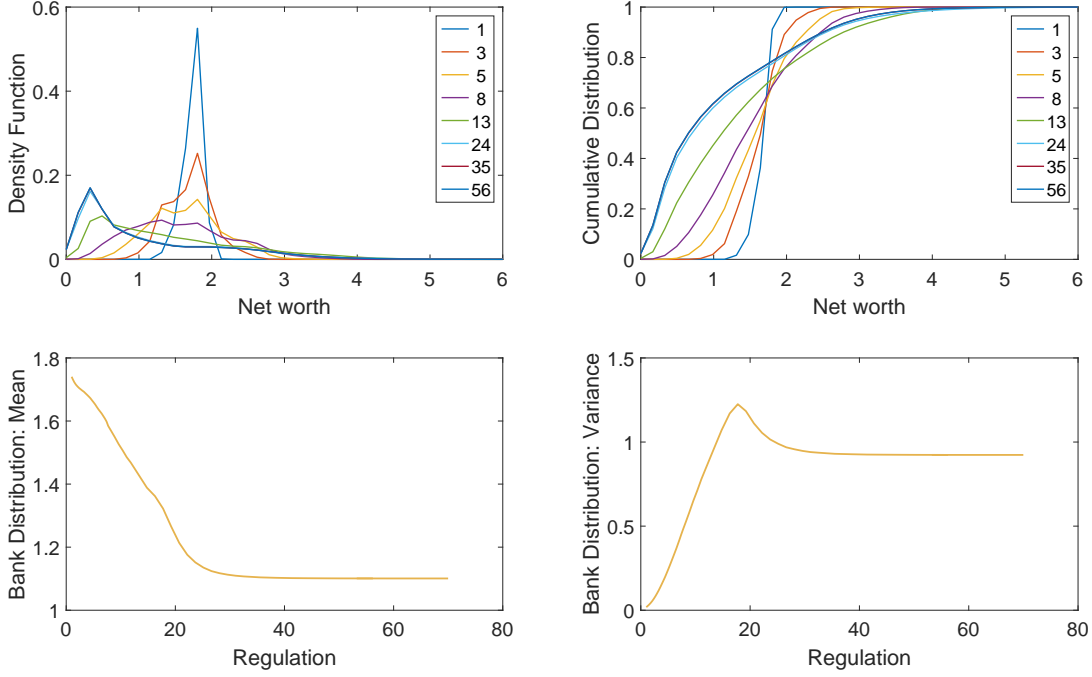 Density Function
0.6
0.4
0.2
0
0 1 2 3 4 5 6
Net worth
1
3
5
8
13
24
35
56
Cumulative Distribution
1
0.8
0.6
0.4
0.2
0
0 1 2 3 4 5 6
Net worth
1
3
5
8
13
24
35
56
Bank Distribution: Mean
1.8
1.6
1.4
1.2
1
0 20 40 60 80
Regulation
Bank Distribution: Variance
1.5
1
0.5
0
0 20 40 60 80
Regulation